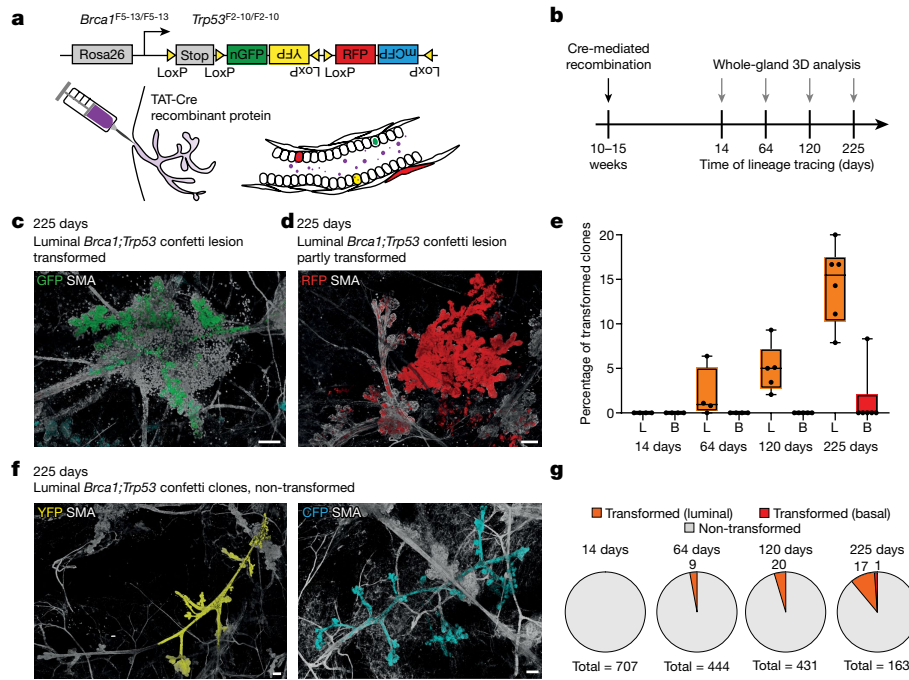 a
Brca1F5-13/F5-13 Trp53F2-10/F2-10
Rosa26 Stop nGFP YFP RFP mCFP
LoxP LoxP LoxP LoxP LoxP
TAT-Cre
recombinant protein
b
Cre-mediated
recombination
Whole-gland 3D analysis
10–15
weeks
14 64 120 225
Time of lineage tracing (days)
c 225 days
Luminal Brca1;Trp53 confetti lesion
transformed
GFP SMA
d 225 days
Luminal Brca1;Trp53 confetti lesion
partly transformed
RFP SMA
e
Percentage of transformed clones
20
15
10
5
0
L B L B L B L B
14 days 64 days 120 days 225 days
f 225 days
Luminal Brca1;Trp53 confetti clones, non-transformed
YFP SMA
CFP SMA
g
Transformed (luminal) Transformed (basal)
Non-transformed
14 days 64 days 120 days 225 days
9 20 17 1
Total = 707 Total = 444 Total = 431 Total = 163